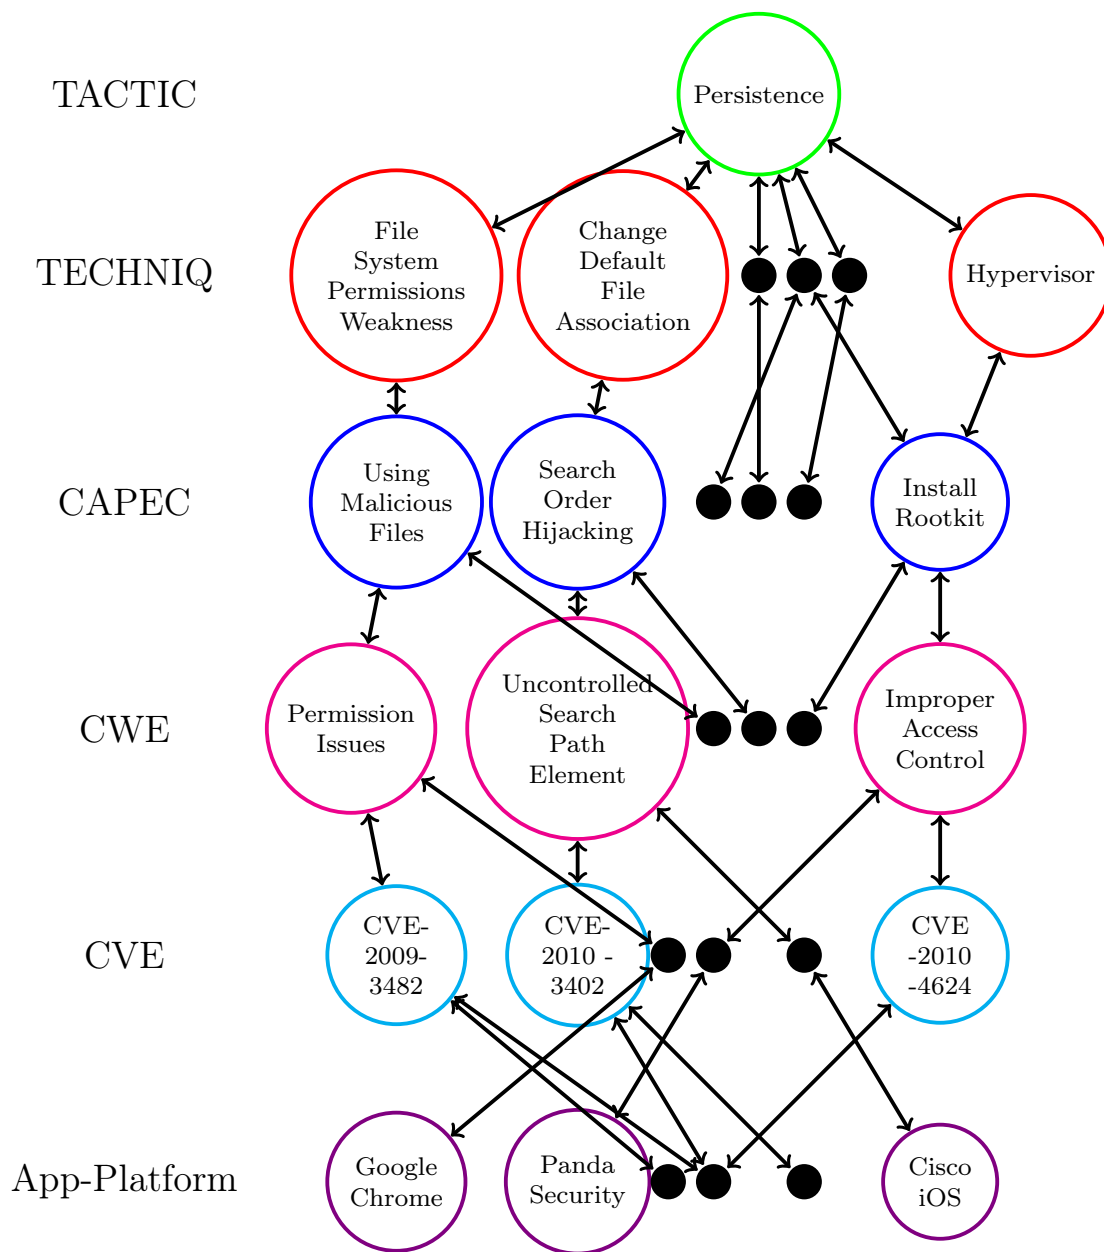 TACTIC
Persistence
TECHNIQ
File
System
Permissions
Weakness
Change
Default
File
Association
Hypervisor
CAPEC
Using
Malicious
Files
Search
Order
Hijacking
Install
Rootkit
CWE
Permission
Issues
Uncontrolled
Search
Path
Element
Improper
Access
Control
CVE
CVE-
2009-
3482
CVE-
2010 -
3402
CVE
-2010
-4624
App-Platform
Google
Chrome
Panda
Security
Cisco
iOS